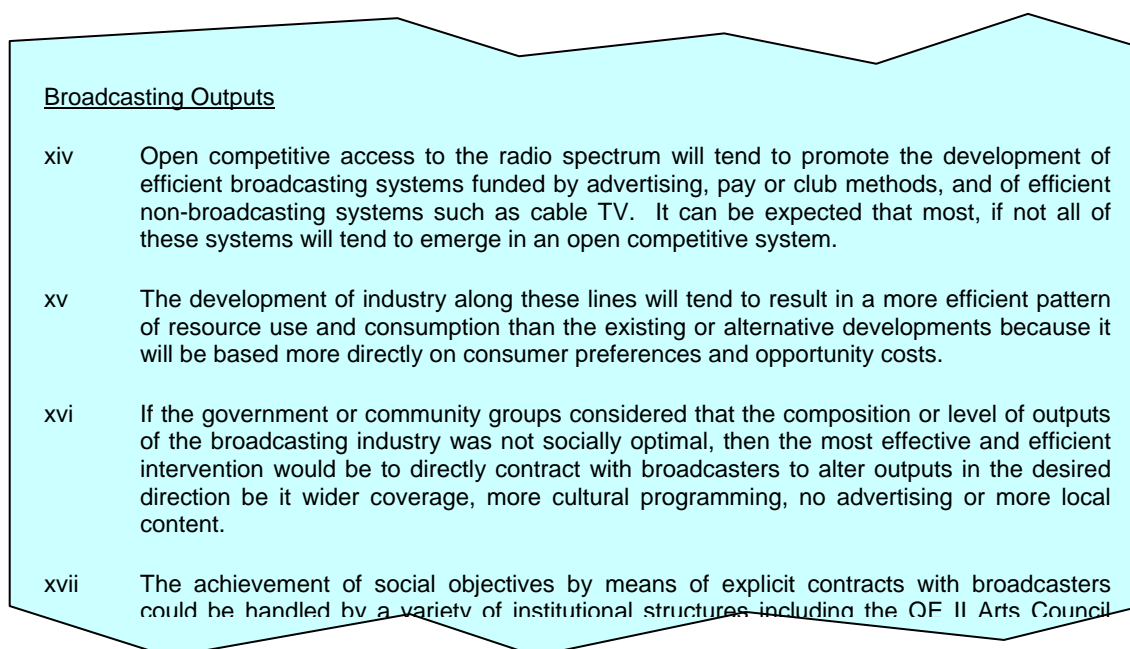 Broadcasting Outputs
xiv Open competitive access to the radio spectrum will tend to promote the development of
efficient broadcasting systems funded by advertising, pay or club methods, and of efficient
non-broadcasting systems such as cable TV. It can be expected that most, if not all of
these systems will tend to emerge in an open competitive system.
xv The development of industry along these lines will tend to result in a more efficient pattern
of resource use and consumption than the existing or alternative developments because it
will be based more directly on consumer preferences and opportunity costs.
xvi If the government or community groups considered that the composition or level of outputs
of the broadcasting industry was not socially optimal, then the most effective and efficient
intervention would be to directly contract with broadcasters to alter outputs in the desired
direction be it wider coverage, more cultural programming, no advertising or more local
content.
xvii The achievement of social objectives by means of explicit contracts with broadcasters
could be handled by a variety of institutional structures including the QE II Arts Council